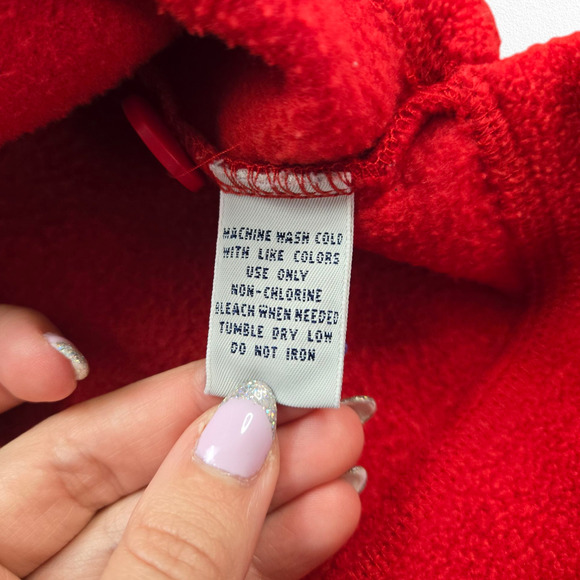 MACHINE WASH COLD
WITH LIKE COLORS
USE ONLY
NON-CHLORINE
BLEACH WHEN NEEDED
TUMBLE DRY LOW
DO NOT IRON